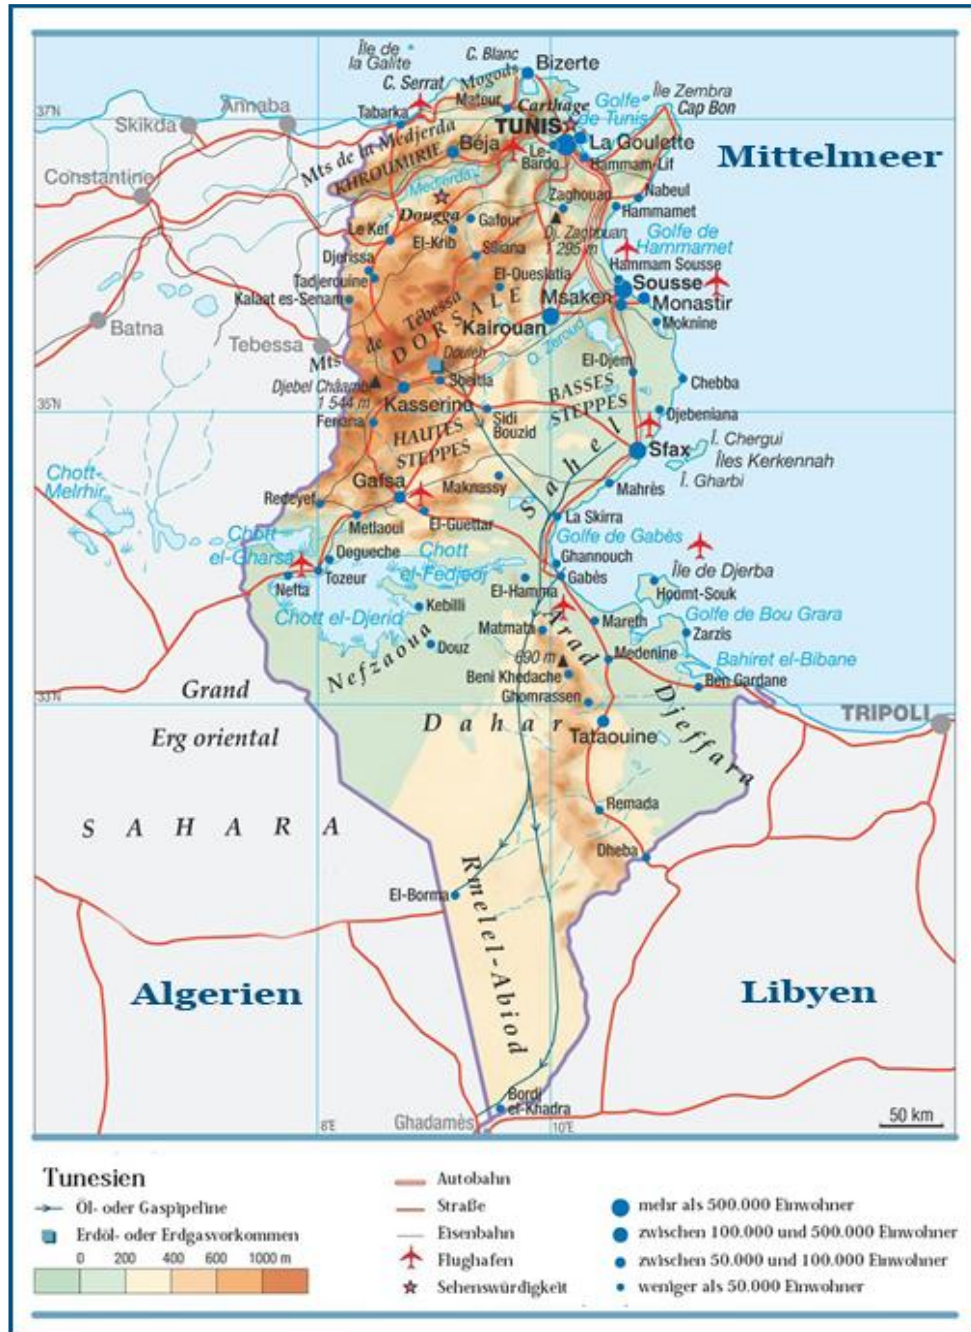 Île de
la Galite
C. Blanc
Bizerte
C. Serrat
Mogods
Île Zembra
Cap Bon
37°N
Annaba
Skikda
Tabarka
Mateur
Carthage
Golfe
de Tunis
TUNIS
La Goulette
Mts de la Medjerda
KHROUMIRIE
Béja
Le-
Bardo
Hammam-Lif
Mittelmeer
Constantine
Medjerda
Dougga
Zaghouan
Nabeul
Hammamet
Gafour
Le Kef
El-Krib
Dj. Zaghouan
1 295 m
Golfe de
Hammamet
Djerissa
Siliana
Hammam Sousse
Tadjerouine
El-Oueslatia
Sousse
Kalaat es-Senam
Msaken
Monastir
Batna
Mts de Tébessa
DORSALE
Kairouan
Moknine
Tebessa
O. Zeroud
Douleb
El-Djem
Djebel Châambi
1 544 m
Sbeitla
Chebba
35°N
Kasserine
BASSES
STEPPES
Djebeniana
Feriana
Sidi
Bouzid
HAUTES
STEPPES
Sahel
Sfax
Î. Chergui
Îles Kerkennah
Î. Gharbi
Chott-
Melrhir
Gafsa
Maknassy
Mahrès
Redeyef
Metlaoui
El-Guettar
La Skirra
Chott
el-Gharsa
Degueche
Chott
el-Fedjedj
Golfe de Gabès
Ghannouch
Nefta
Tozeur
El-Hamma
Gabès
Île de Djerba
Houmt-Souk
Chott el-Djerid
Kebilli
Mareth
Golfe de Bou Grara
Matmata
Arad
Zarzis
Nefzaoua
Douz
690 m
Medenine
Bahiret el-Bibane
Beni Khedache
Ben Gardane
Grand
Erg oriental
Ghomrassen
33°N
Dahar
Djeffara
TRIPOLI
Tataouine
SAHARA
Remada
Dheba
El-Borma
Rmelel-Abiod
Algerien
Libyen
Bordj
el-Khadra
Ghadamès
50 km
8°E
10°E
Tunesien
Öl- oder Gaspipeline
Erdöl- oder Erdgasvorkommen
0 200 400 600 1000 m
Autobahn
Straße
Eisenbahn
Flughafen
Sehenswürdigkeit
mehr als 500.000 Einwohner
zwischen 100.000 und 500.000 Einwohner
zwischen 50.000 und 100.000 Einwohner
weniger als 50.000 Einwohner